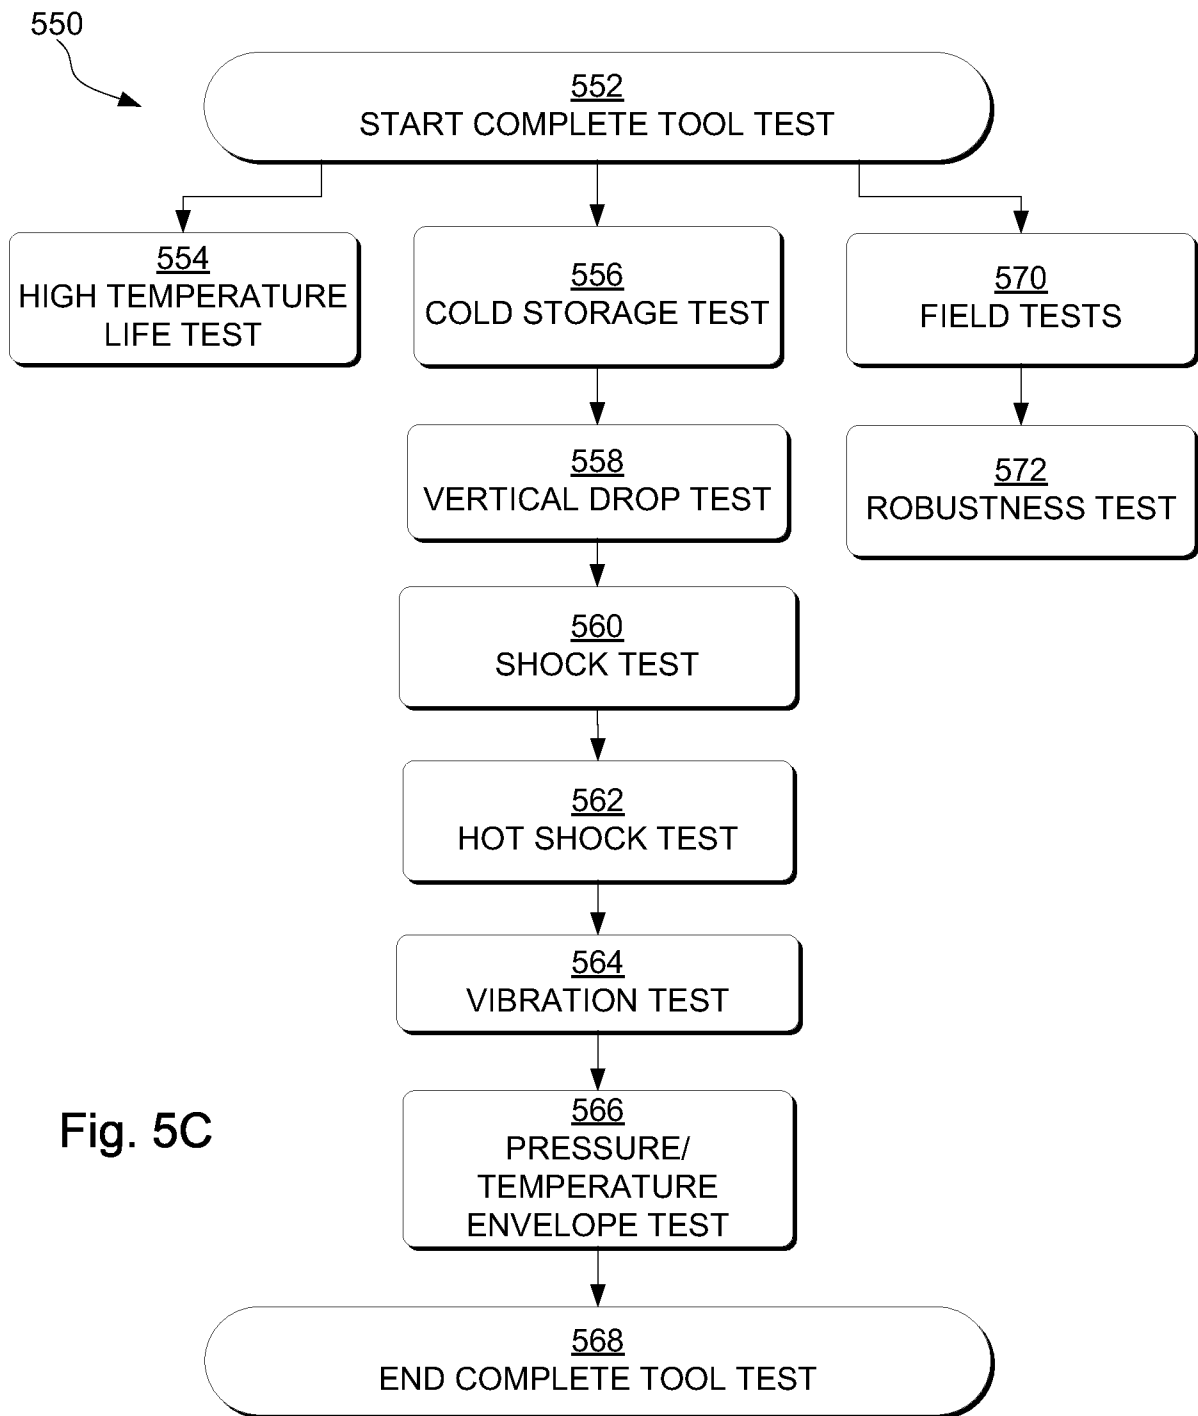 550
552
START COMPLETE TOOL TEST
554
HIGH TEMPERATURE
LIFE TEST
556
COLD STORAGE TEST
570
FIELD TESTS
558
VERTICAL DROP TEST
572
ROBUSTNESS TEST
560
SHOCK TEST
562
HOT SHOCK TEST
564
VIBRATION TEST
566
PRESSURE/
TEMPERATURE
ENVELOPE TEST
Fig. 5C
568
END COMPLETE TOOL TEST